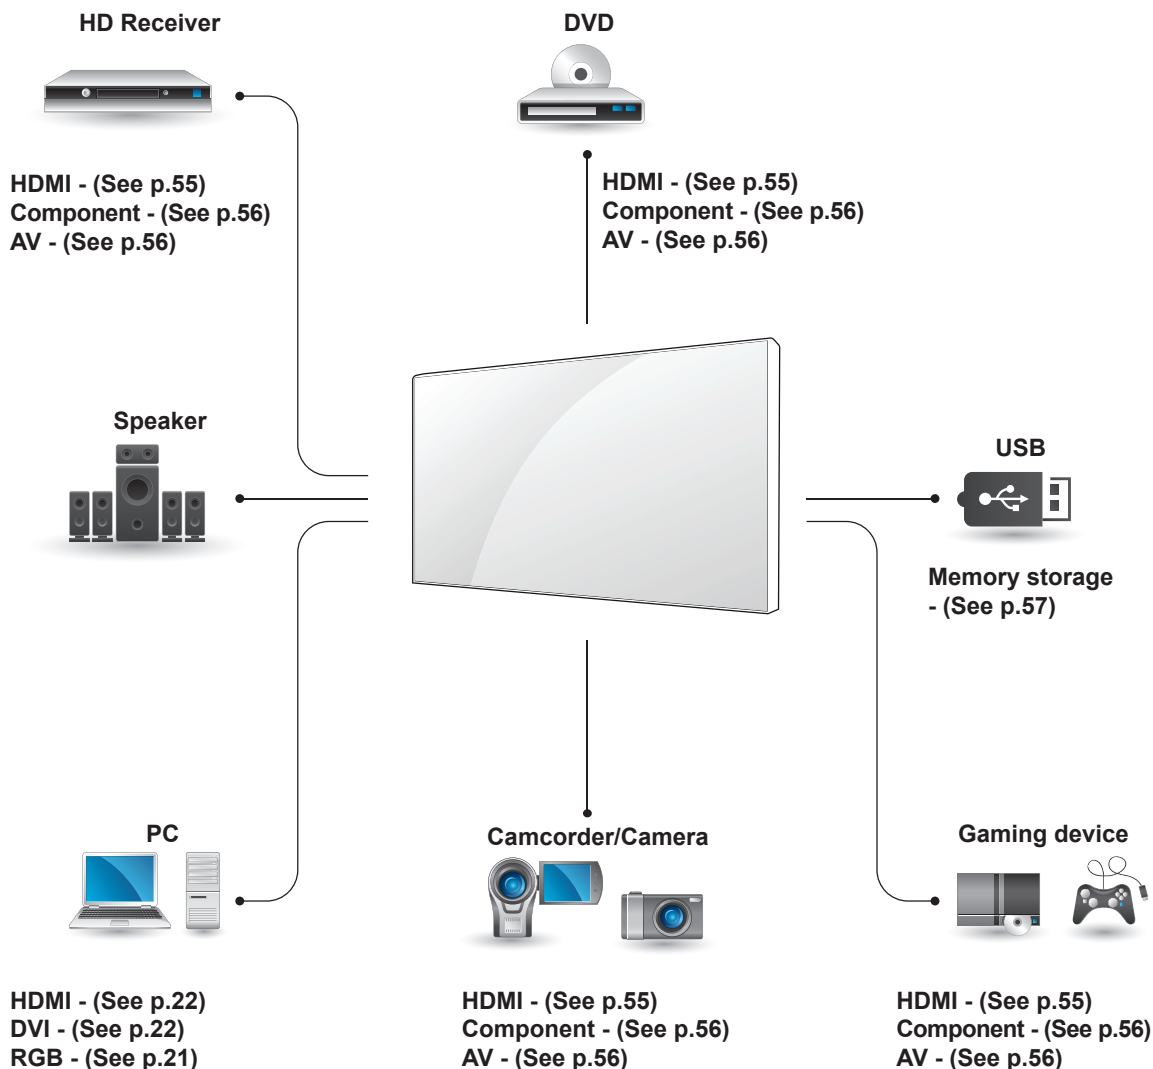 HD Receiver
HDMI - (See p.55)
Component - (See p.56)
AV - (See p.56)
DVD
HDMI - (See p.55)
Component - (See p.56)
AV - (See p.56)
Speaker
USB
Memory storage
- (See p.57)
PC
HDMI - (See p.22)
DVI - (See p.22)
RGB - (See p.21)
Camcorder/Camera
HDMI - (See p.55)
Component - (See p.56)
AV - (See p.56)
Gaming device
HDMI - (See p.55)
Component - (See p.56)
AV - (See p.56)